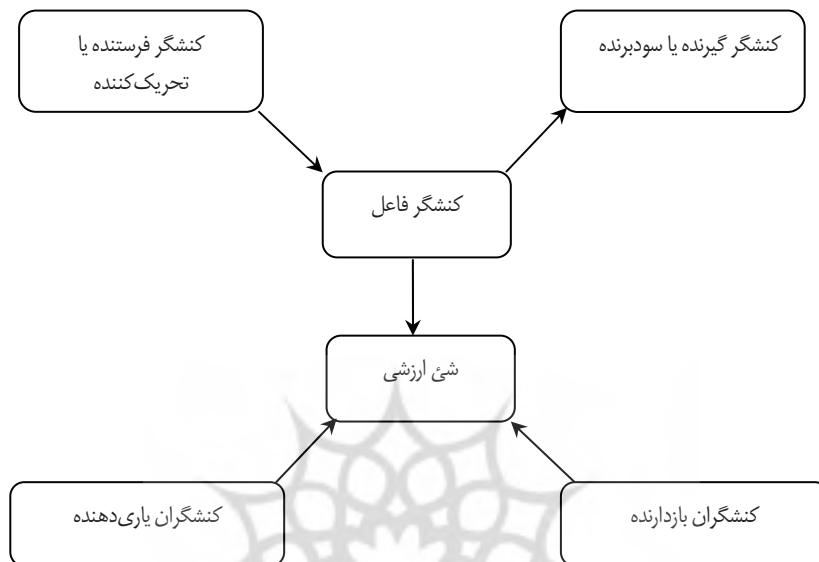 کنشگر فرستنده یا
تحریک‌کننده
کنشگر گیرنده یا سودبرنده
کنشگر فاعل
شئ ارزشی
کنشگران یاری‌دهنده
کنشگران بازدارنده